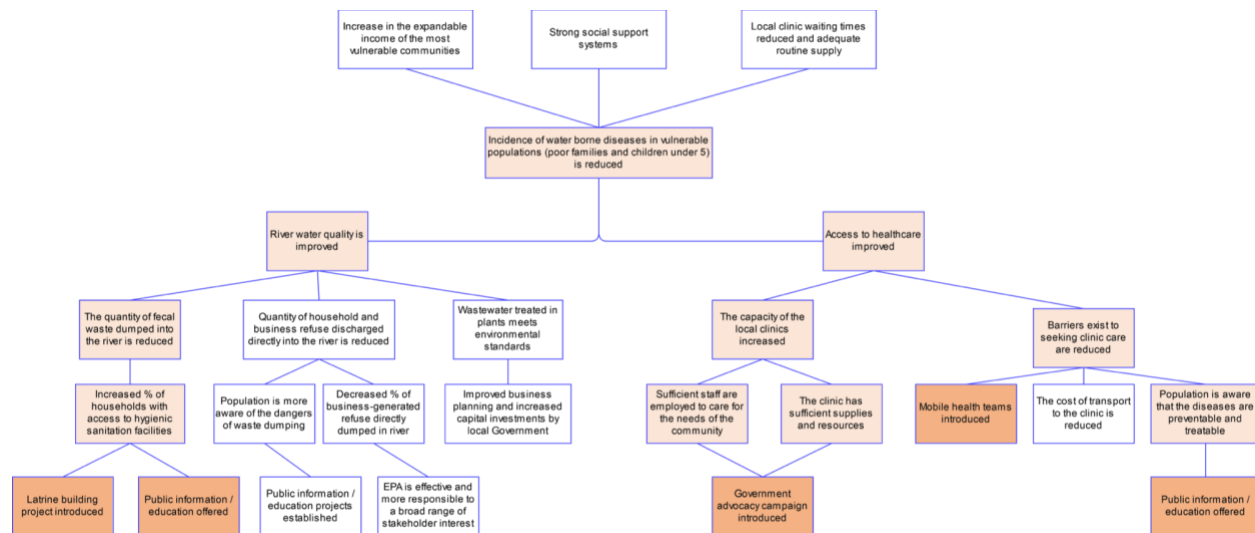 Increase in the expandable
income of the most
vulnerable communities
Strong social support
systems
Local clinic waiting times
reduced and adequate
routine supply
Incidence of water borne diseases in vulnerable
populations (poor families and children under 5)
is reduced
River water quality is
improved
Access to healthcare
improved
The quantity of fecal
waste dumped into
the river is reduced
Quantity of household and
business refuse discharged
directly into the river is reduced
Wastewater treated in
plants meets
environmental
standards
The capacity of the
local clinics
increased
Barriers exist to
seeking clinic care
are reduced
Increased % of
households with
access to hygienic
sanitation facilities
Population is more
aware of the dangers
of waste dumping
Decreased % of
business-generated
refuse directly
dumped in river
Improved business
planning and increased
capital investments by
local Government
Sufficient staff are
employed to care for
the needs of the
community
The clinic has
sufficient supplies
and resources
Mobile health teams
introduced
The cost of transport
to the clinic is
reduced
Population is aware
that the diseases are
preventable and
treatable
Latrine building
project introduced
Public information /
education offered
Public information /
education projects
established
EPA is effective and
more responsible to
a broad range of
stakeholder interest
Government
advocacy campaign
introduced
Public information /
education offered